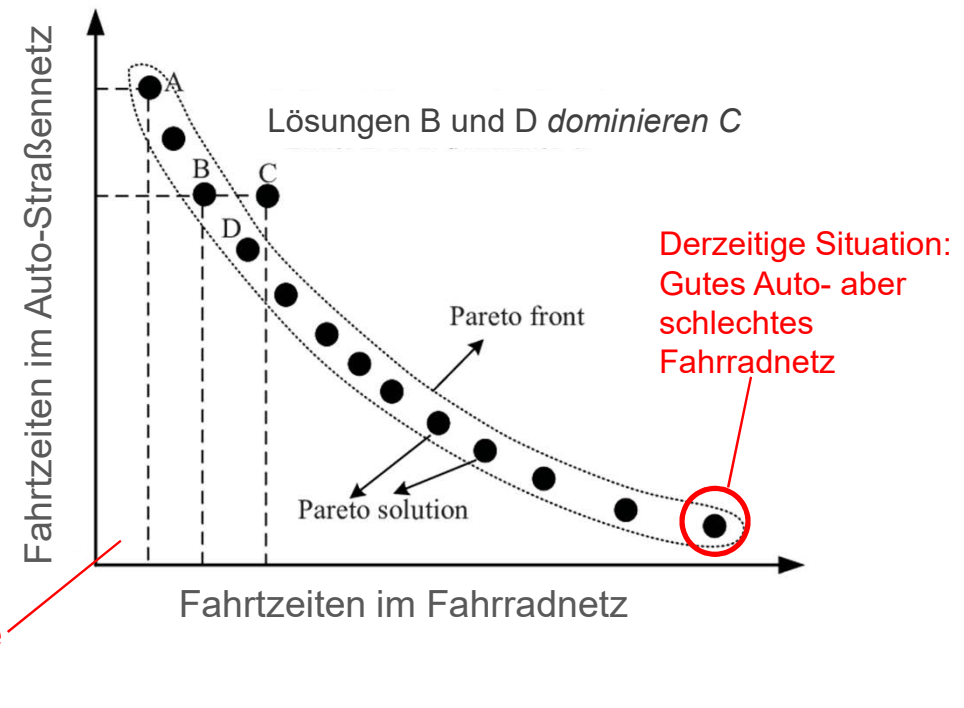 Fahrtzeiten im Auto-Straßennetz
A
Lösungen B und D dominieren C
B
C
D
Derzeitige Situation:
Gutes Auto- aber
schlechtes
Fahrradnetz
Pareto front
Pareto solution
Fahrtzeiten im Fahrradnetz